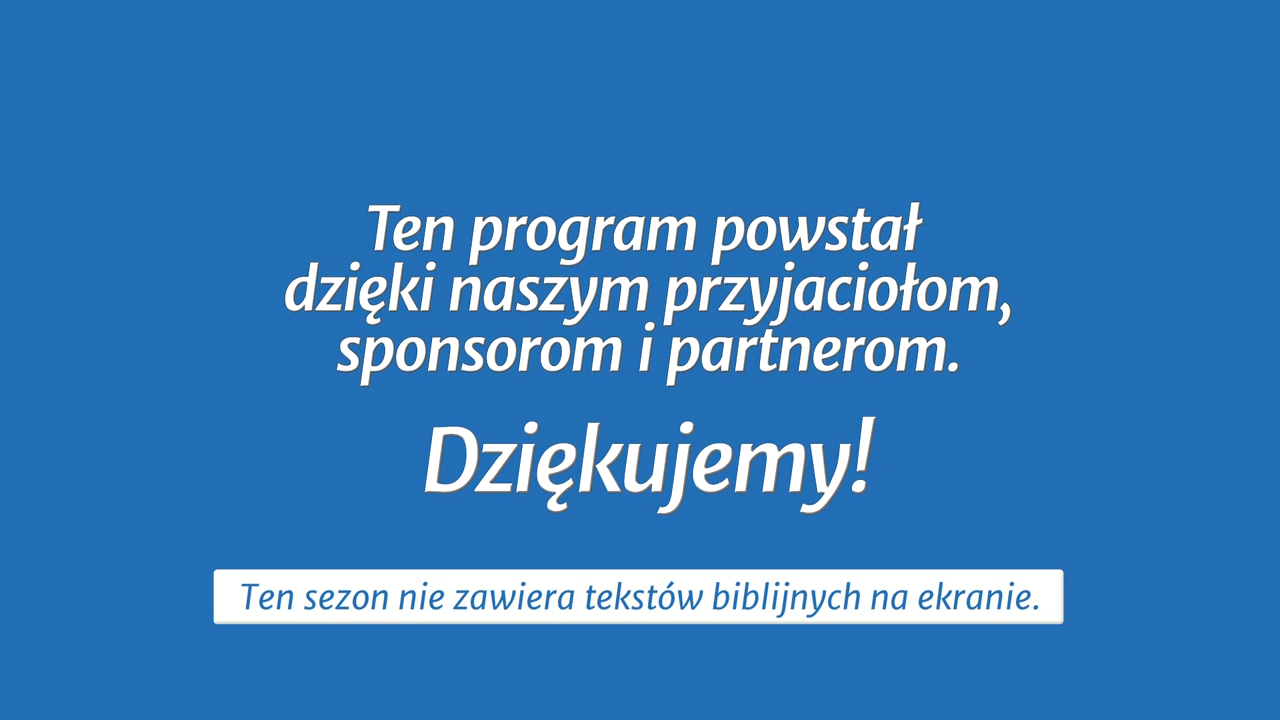 Ten program powstał
dzięki naszym przyjaciołom,
sponsorom i partnerom.
Dziękujemy!
Ten sezon nie zawiera tekstów biblijnych na ekranie.